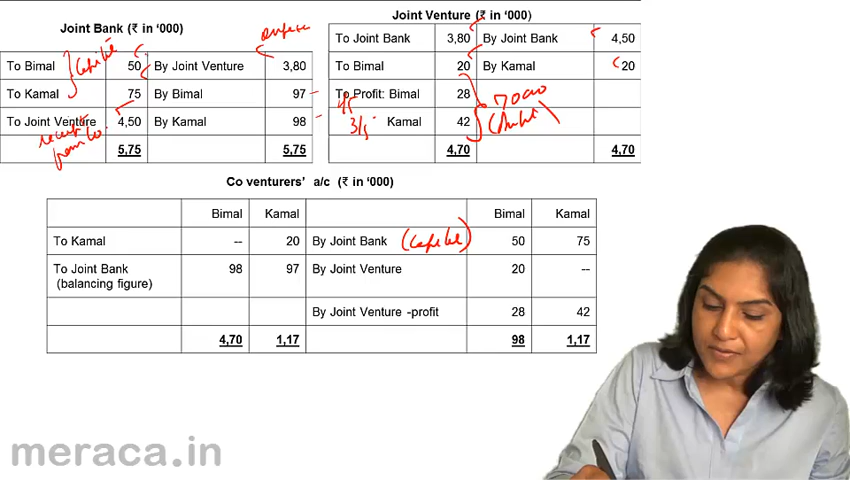 Joint Bank (₹ in '000)
To Bimal 50 By Joint Venture 3,80
To Kamal 75 By Bimal 97
To Joint Venture 4,50 By Kamal 98
5,75 5,75
Joint Venture (₹ in '000)
To Joint Bank 3,80 By Joint Bank 4,50
To Bimal 20 By Kamal 20
To Profit: Bimal 28
Kamal 42
4,70 4,70
Capital
3/5
Co venturers' a/c (₹ in '000)
Bimal Kamal Bimal Kamal
To Kamal -- 20 By Joint Bank (Capital) 50 75
To Joint Bank 98 97 By Joint Venture 20 --
(balancing figure)
By Joint Venture -profit 28 42
4,70 1,17 98 1,17
meraca.in